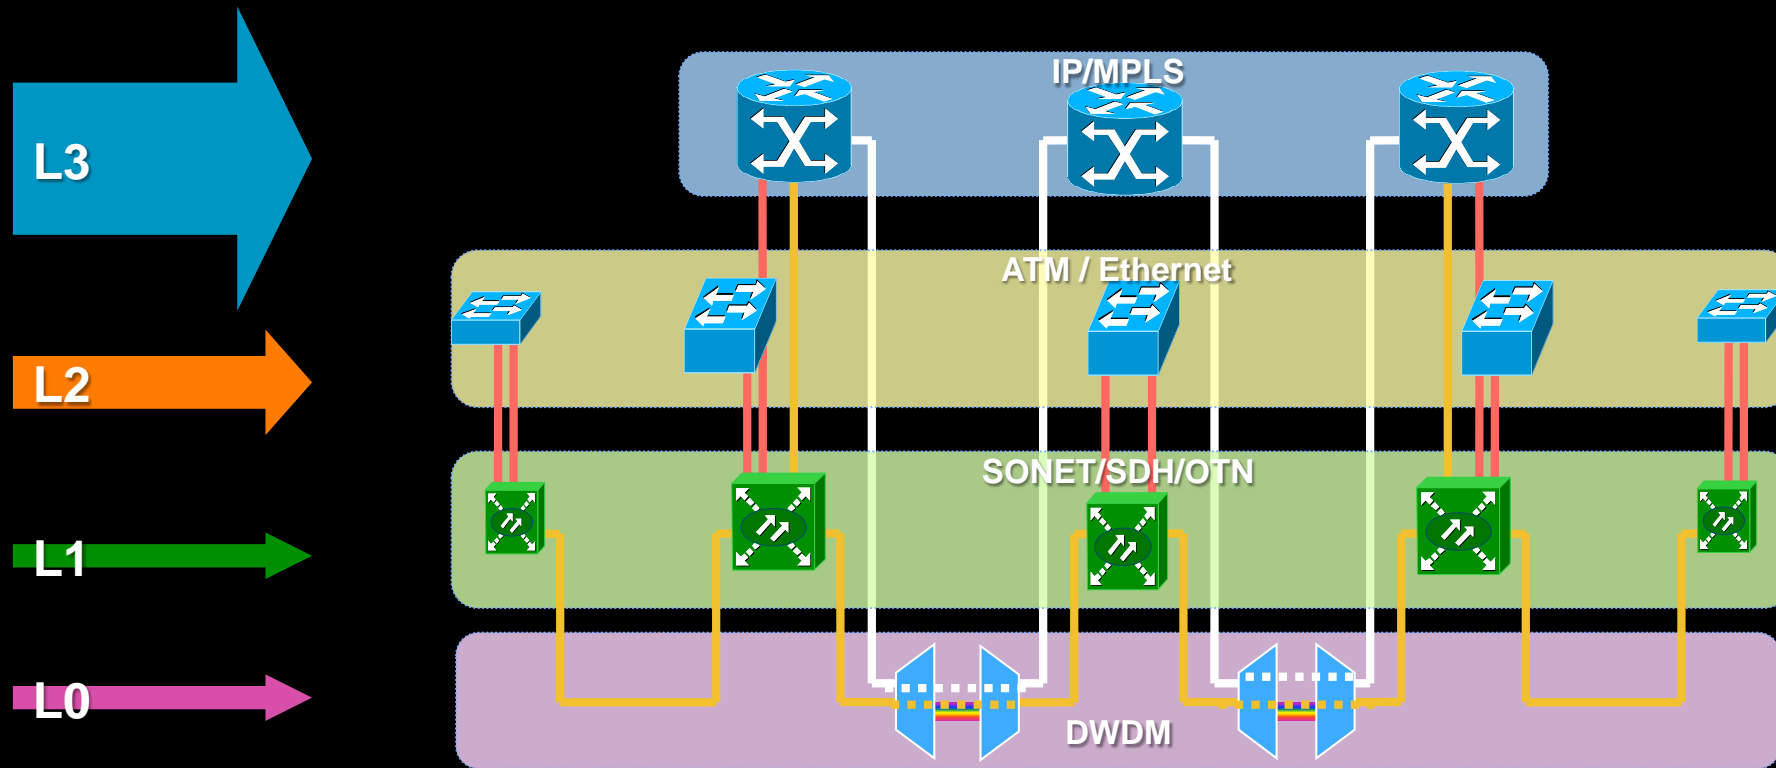 IP/MPLS
L3
ATM / Ethernet
L2
SONET/SDH/OTN
L1
L0
DWDM